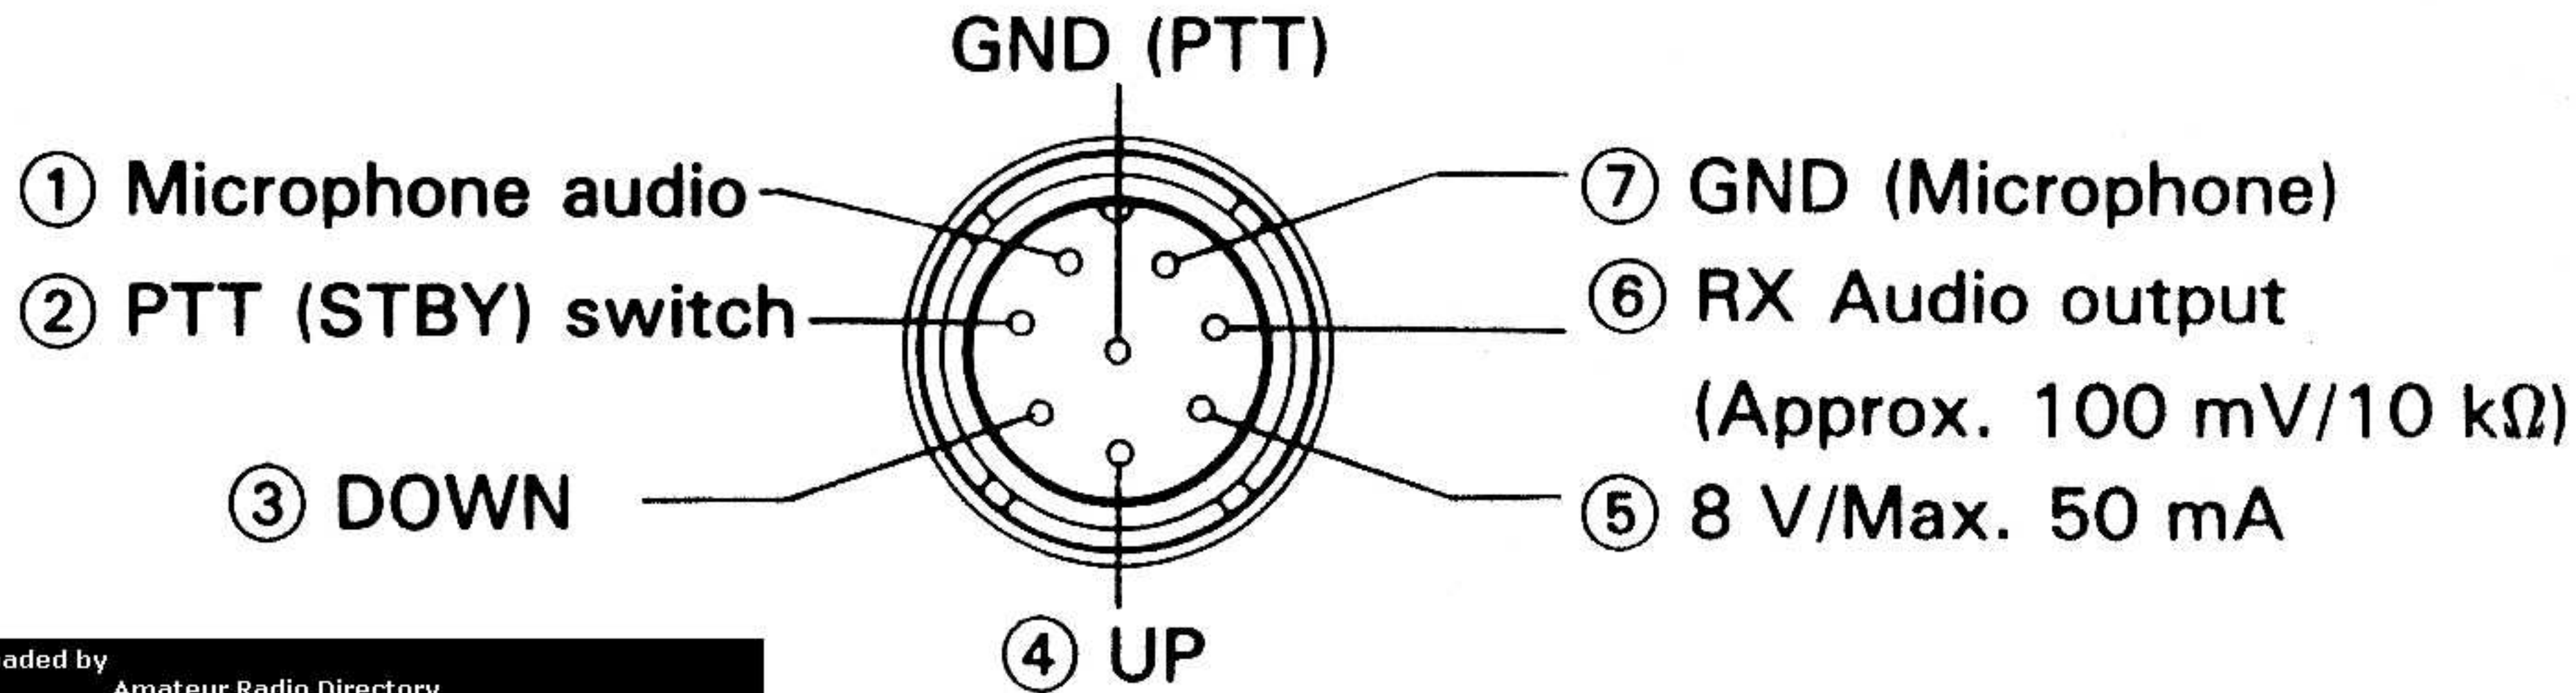 GND (PTT)
① Microphone audio
② PTT (STBY) switch
③ DOWN
④ UP
⑦ GND (Microphone)
⑥ RX Audio output
(Approx. 100 mV/10 kΩ)
⑤ 8 V/Max. 50 mA
aded by
Amateur Radio Directory